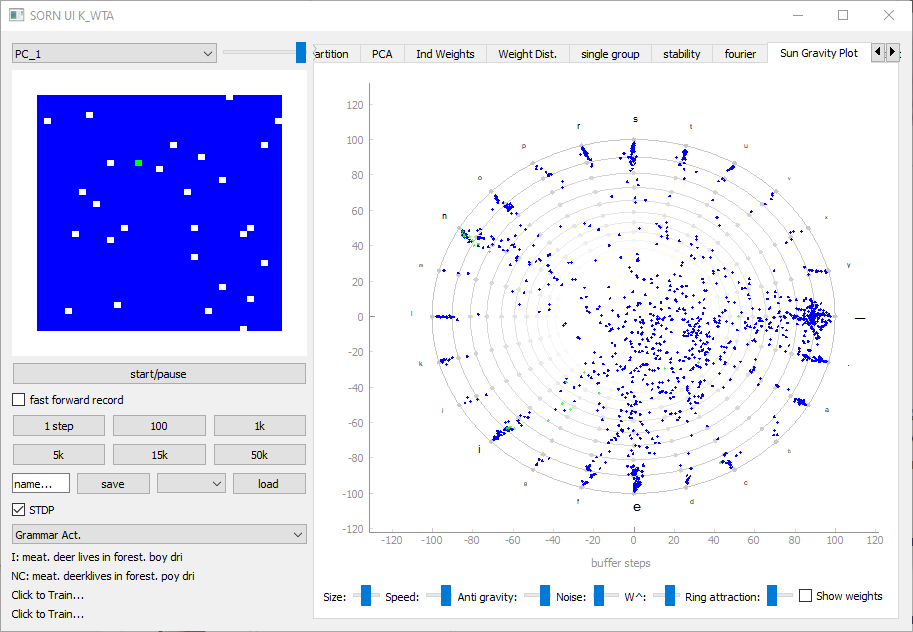 SORN UI K_WTA
PC_1
artition PCA Ind Weights Weight Dist. single group stability fourier Sun Gravity Plot
start/pause
fast forward record
1 step 100 1k
5k 15k 50k
name... save load
STDP
Grammar Act.
I: meat. deer lives in forest. boy dri
NC: meat. deerklives in forest. poy dri
Click to Train...
Click to Train...
120
100
80
60
40
20
0
-20
-40
-60
-80
-100
-120
-120 -100 -80 -60 -40 -20 0 20 40 60 80 100 120
buffer steps
s
r t
p u
o v
n x
w y
l _
k .
j a
i b
g c
f d
e
Size: Speed: Anti gravity: Noise: W^: Ring attraction: Show weights